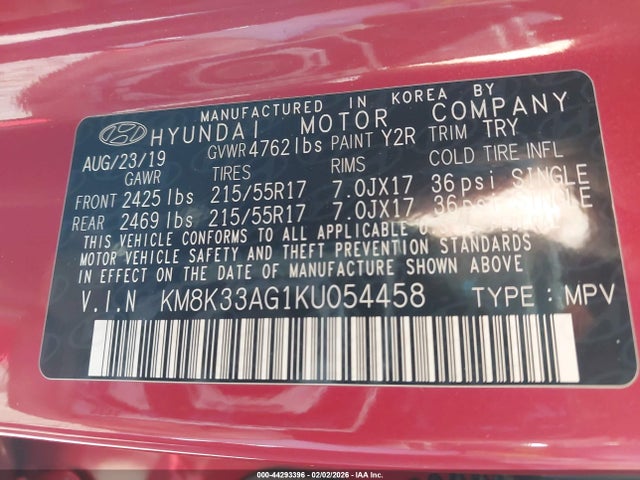 MANUFACTURED IN KOREA BY
HYUNDAI MOTOR COMPANY
AUG/23/19 GVWR 4762 lbs PAINT Y2R TRIM TRY
GAWR TIRES RIMS COLD TIRE INFL
FRONT 2425 lbs 215/55R17 7.0JX17 36 psi SINGLE
REAR 2469 lbs 215/55R17 7.0JX17 36 psi SINGLE
THIS VEHICLE CONFORMS TO ALL APPLICABLE U.S.
MOTOR VEHICLE SAFETY AND THEFT PREVENTION STANDARDS
IN EFFECT ON THE DATE OF MANUFACTURE SHOWN ABOVE
V.I.N KM8K33AG1KU054458 TYPE : MPV
000-44293396 - 02/02/2026 - IAA Inc.